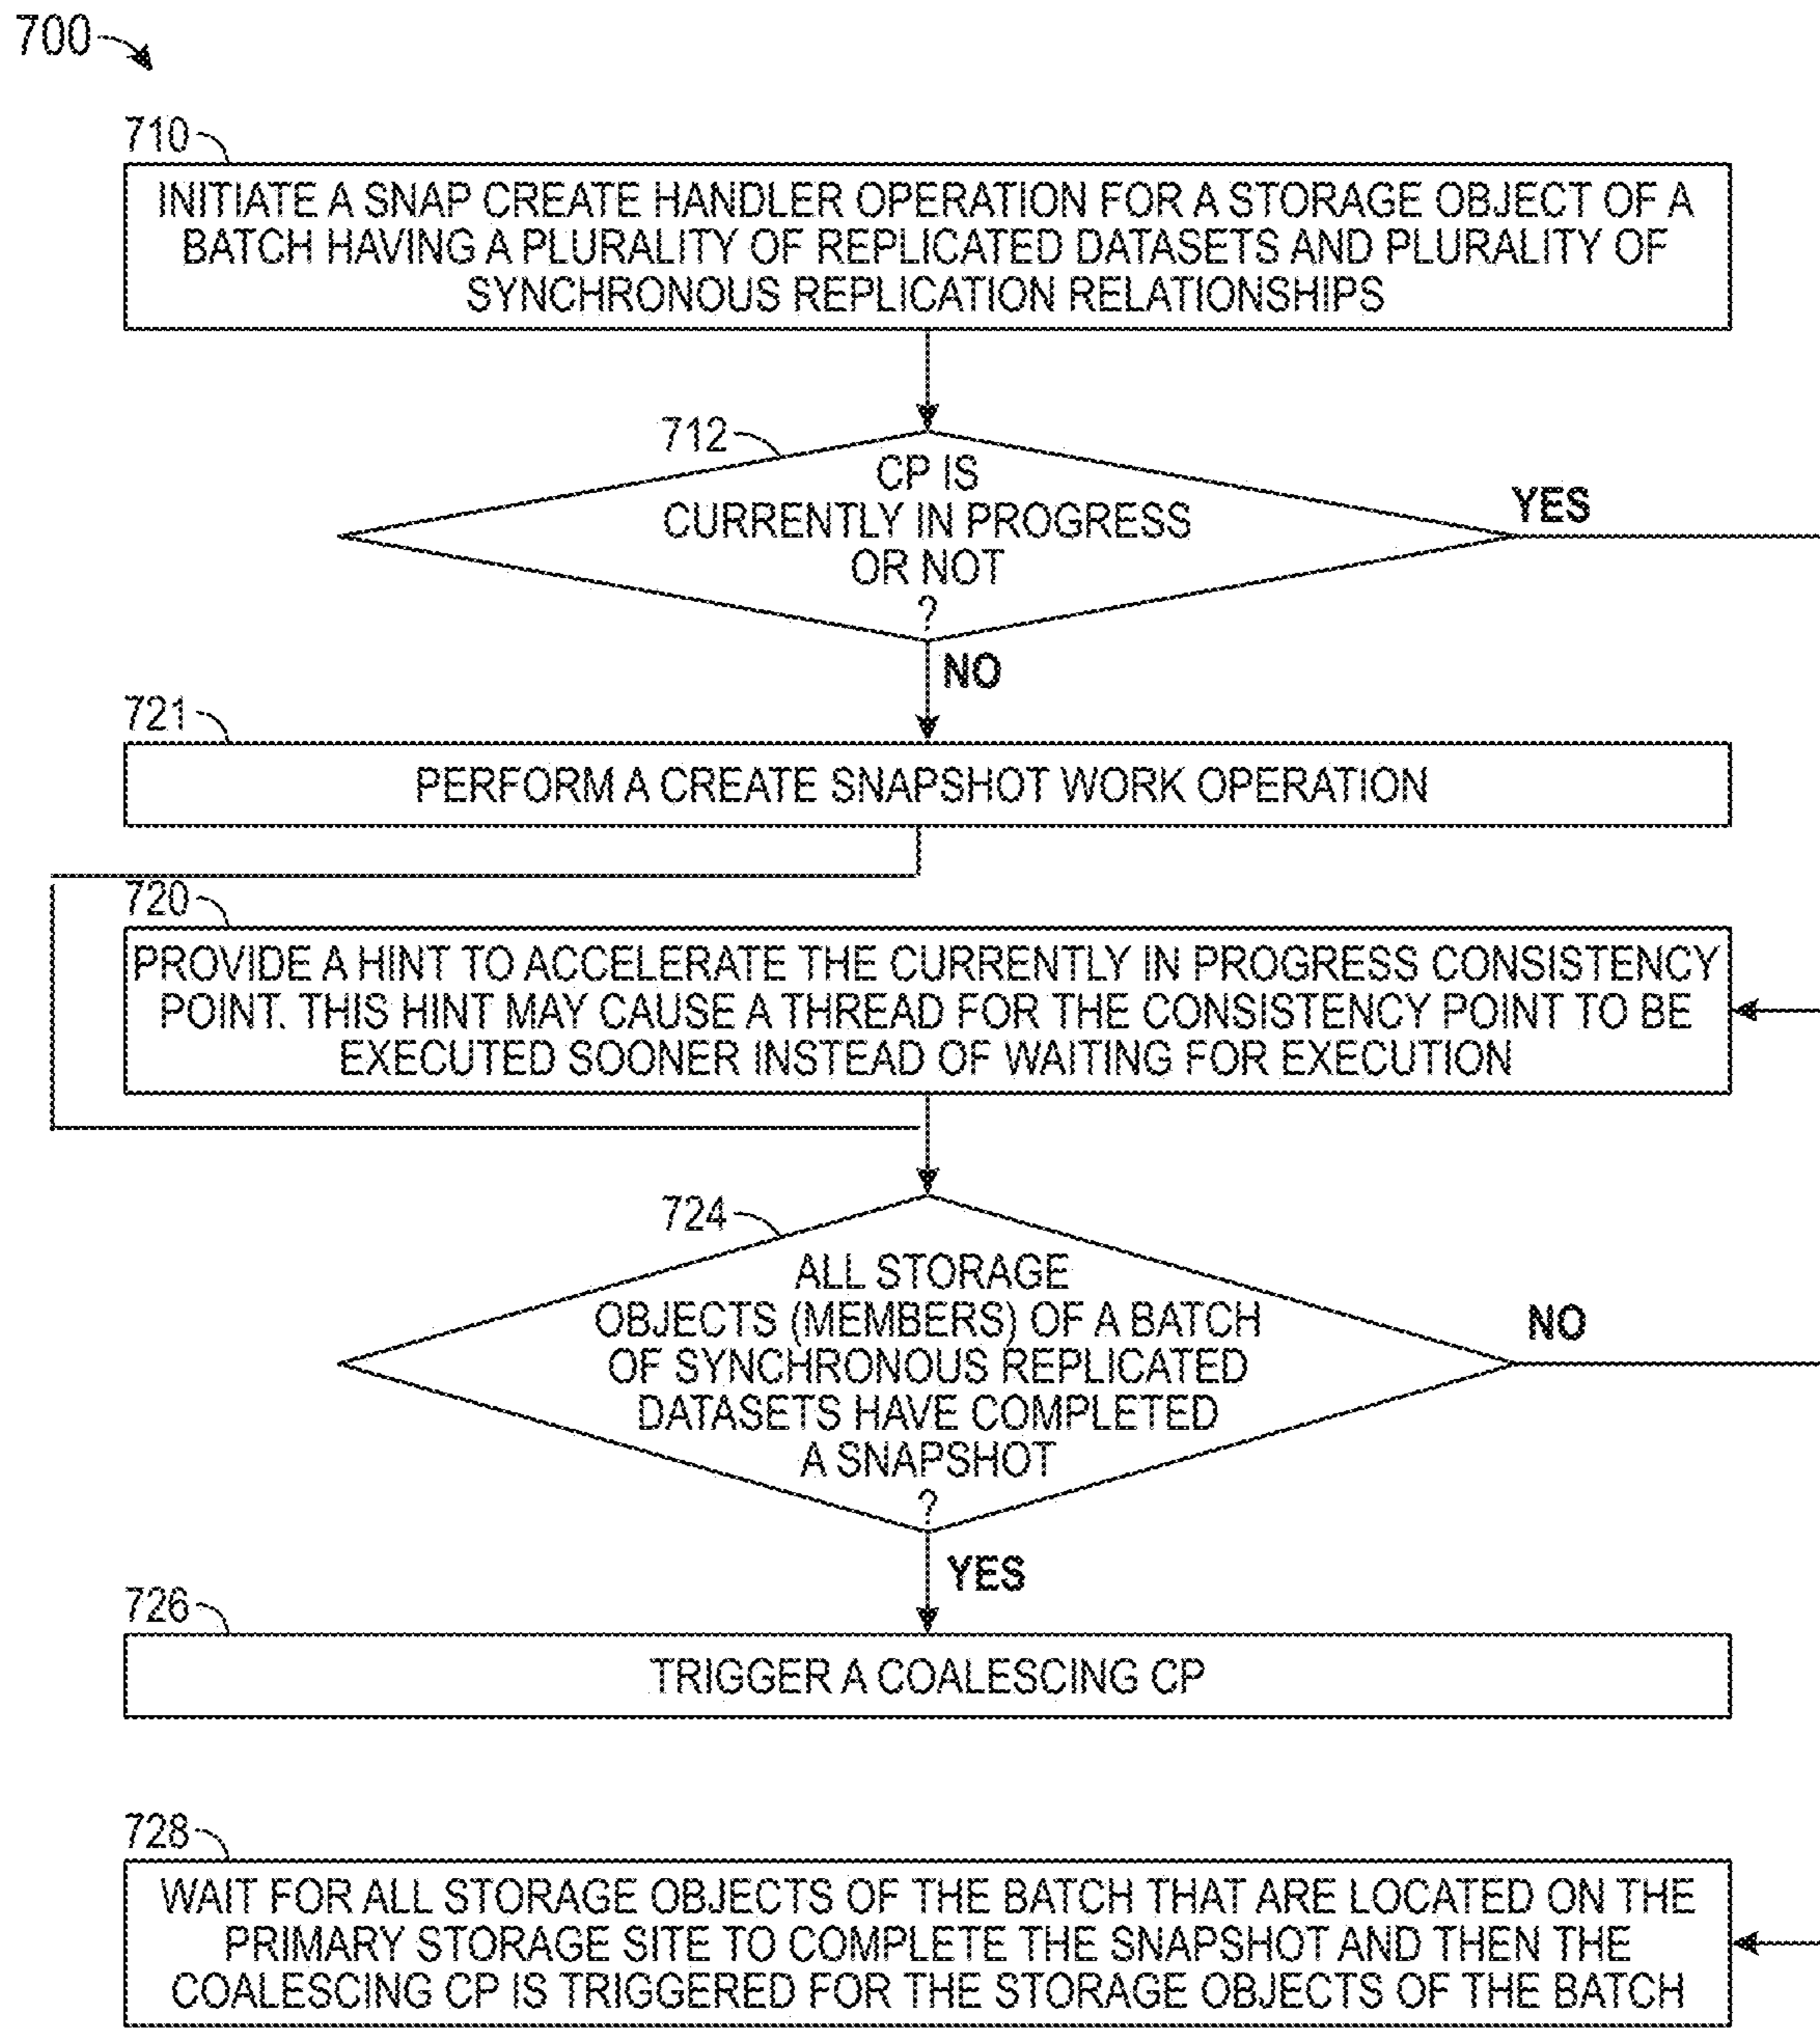 700
710
INITIATE A SNAP CREATE HANDLER OPERATION FOR A STORAGE OBJECT OF A
BATCH HAVING A PLURALITY OF REPLICATED DATASETS AND PLURALITY OF
SYNCHRONOUS REPLICATION RELATIONSHIPS
712
CP IS
CURRENTLY IN PROGRESS
OR NOT
?
YES
NO
721
PERFORM A CREATE SNAPSHOT WORK OPERATION
720
PROVIDE A HINT TO ACCELERATE THE CURRENTLY IN PROGRESS CONSISTENCY
POINT. THIS HINT MAY CAUSE A THREAD FOR THE CONSISTENCY POINT TO BE
EXECUTED SOONER INSTEAD OF WAITING FOR EXECUTION
724
ALL STORAGE
OBJECTS (MEMBERS) OF A BATCH
OF SYNCHRONOUS REPLICATED
DATASETS HAVE COMPLETED
A SNAPSHOT
?
NO
YES
726
TRIGGER A COALESCING CP
728
WAIT FOR ALL STORAGE OBJECTS OF THE BATCH THAT ARE LOCATED ON THE
PRIMARY STORAGE SITE TO COMPLETE THE SNAPSHOT AND THEN THE
COALESCING CP IS TRIGGERED FOR THE STORAGE OBJECTS OF THE BATCH